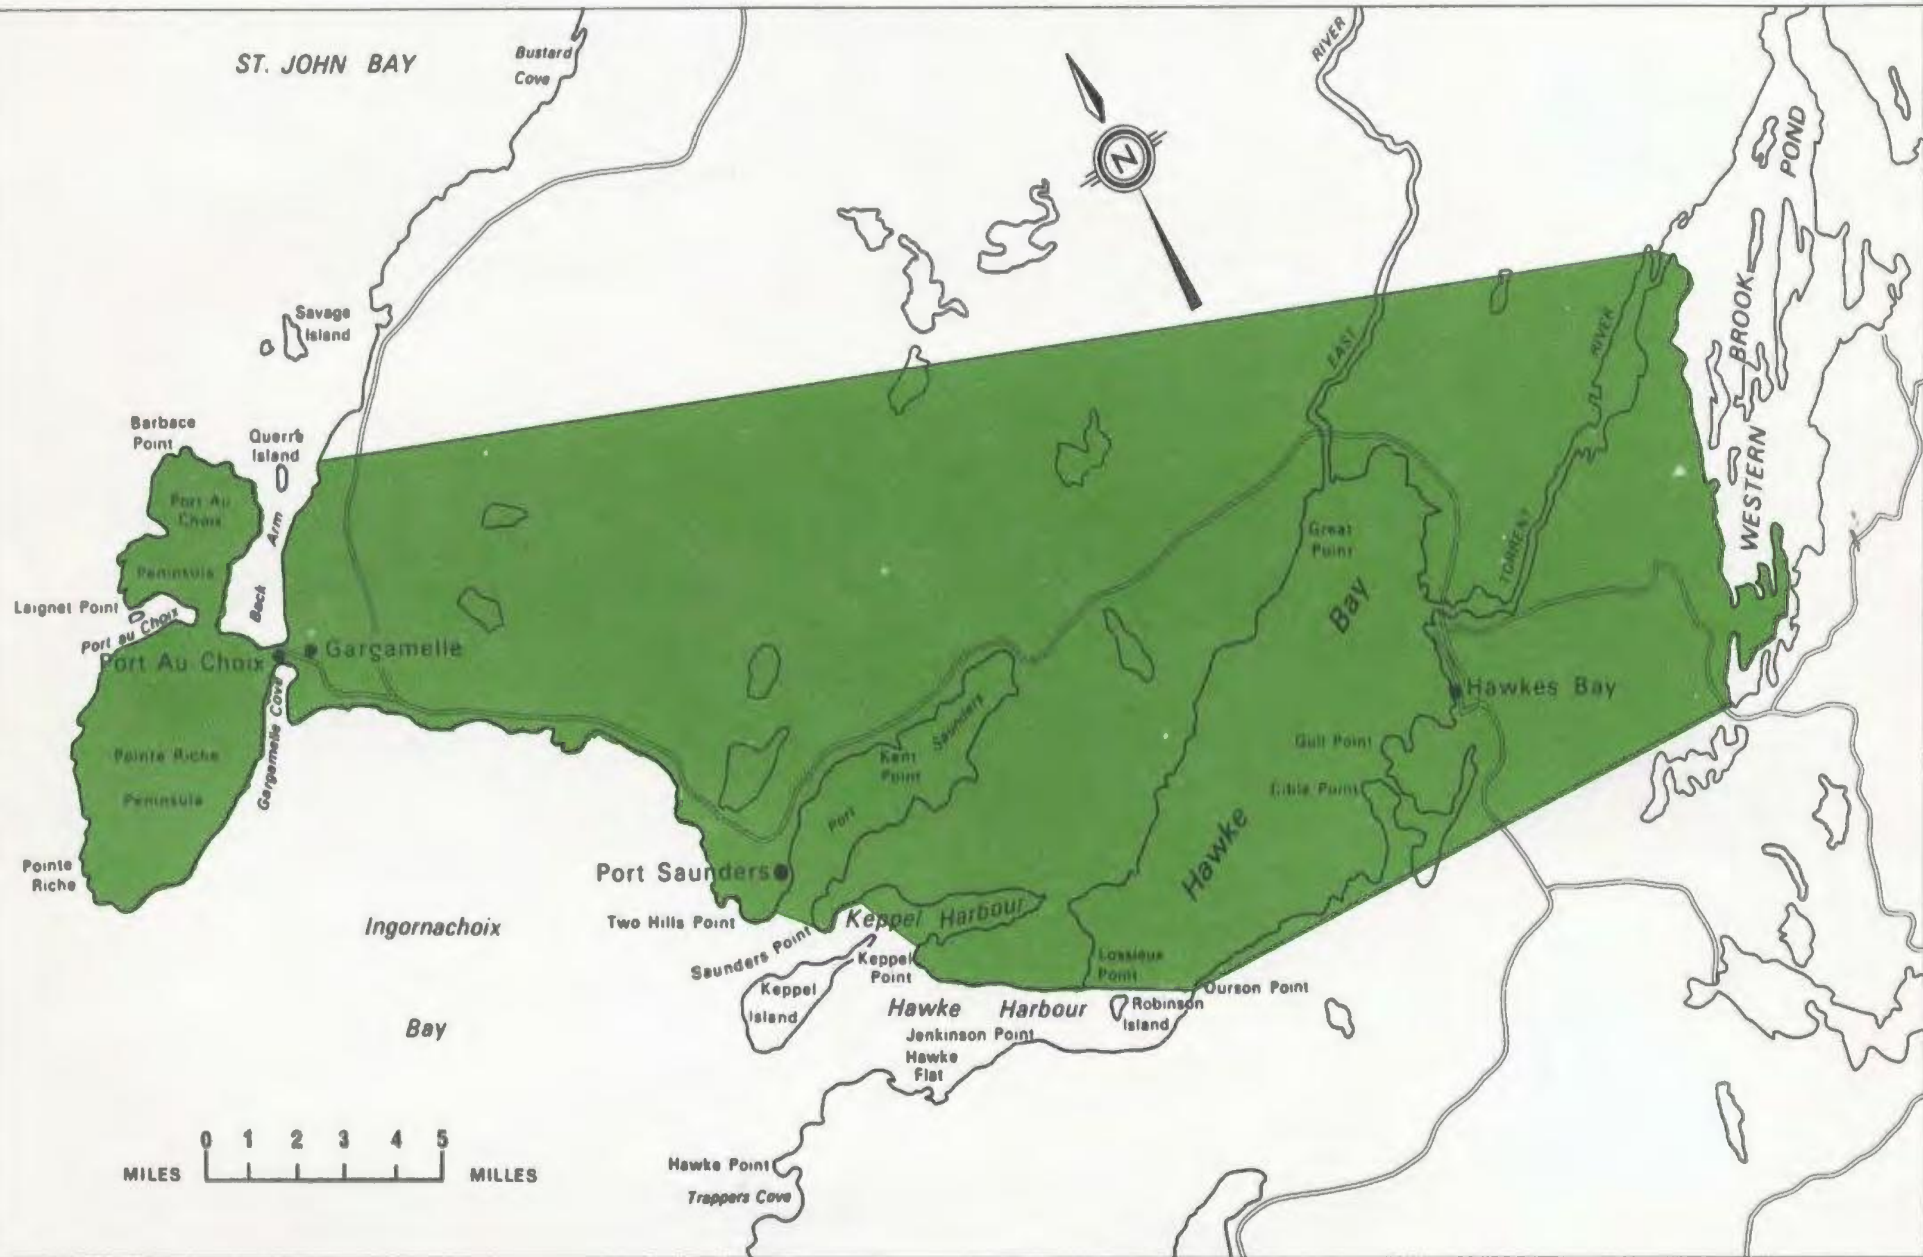 ST. JOHN BAY
Bustard
Cove
RIVER
N
POND
Savage
Island
BROOK
RIVER
EAST
Barbace
Point
Querré
Island
WESTERN
Port Au
Choix
Arm
Great
Point
TORRENT
Peninsula
Back
Bay
Laignet Point
Port au Choix
Port Au Choix
Gargamelle
Hawkes Bay
Gargamelle Cove
Saunders
Gull Point
Pointe Riche
Peninsula
Kent
Point
Cible Point
Port
Hawke
Pointe
Riche
Port Saunders
Two Hills Point
Keppel Harbour
Ingornachoix
Saunders Point
Keppel
Point
Lossieux
Point
Keppel
Island
Ourson Point
Hawke Harbour
Robinson
Island
Bay
Jenkinson Point
Hawke
Flat
0 1 2 3 4 5
MILES MILLES
Hawke Point
Trappers Cove